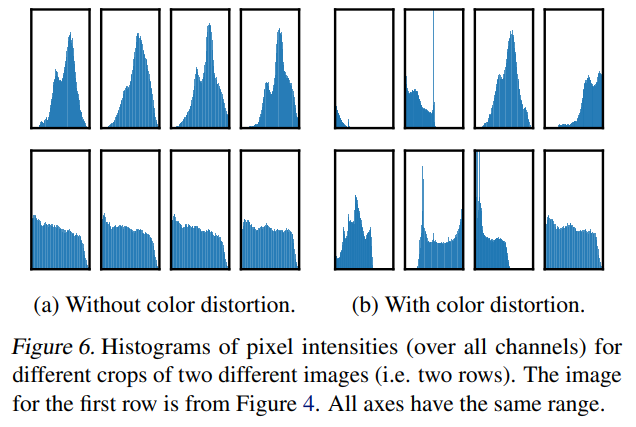 (a) Without color distortion.
(b) With color distortion.
Figure 6. Histograms of pixel intensities (over all channels) for
different crops of two different images (i.e. two rows). The image
for the first row is from Figure 4. All axes have the same range.